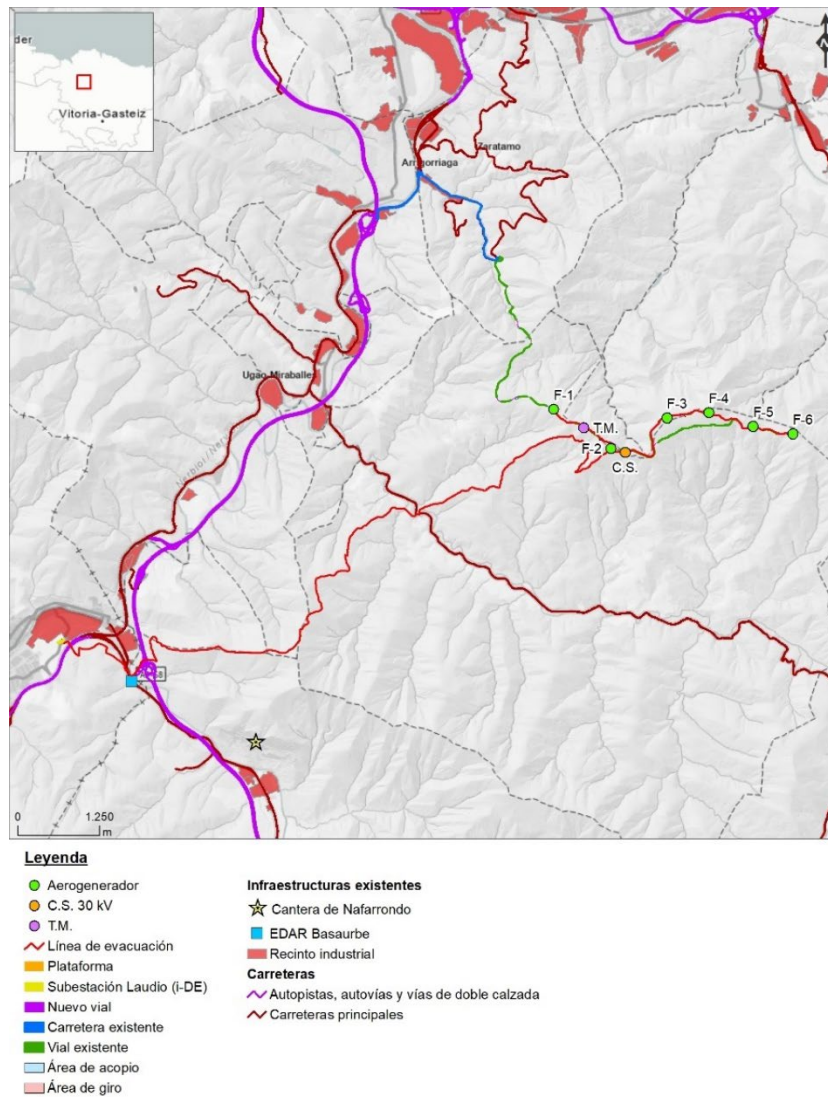 der
Vitoria-Gasteiz
N
Zaratamo
Arrigorriaga
Ugao-Miraballes
F-1
T.M.
F-2
C.S.
F-3
F-4
F-5
F-6
0 1.250
m
Leyenda
Aerogenerador
C.S. 30 kV
T.M.
Línea de evacuación
Plataforma
Subestación Laudio (i-DE)
Nuevo vial
Carretera existente
Vial existente
Área de acopio
Área de giro
Infraestructuras existentes
Cantera de Nafarrondo
EDAR Basaurbe
Recinto industrial
Carreteras
Autopistas, autovías y vías de doble calzada
Carreteras principales